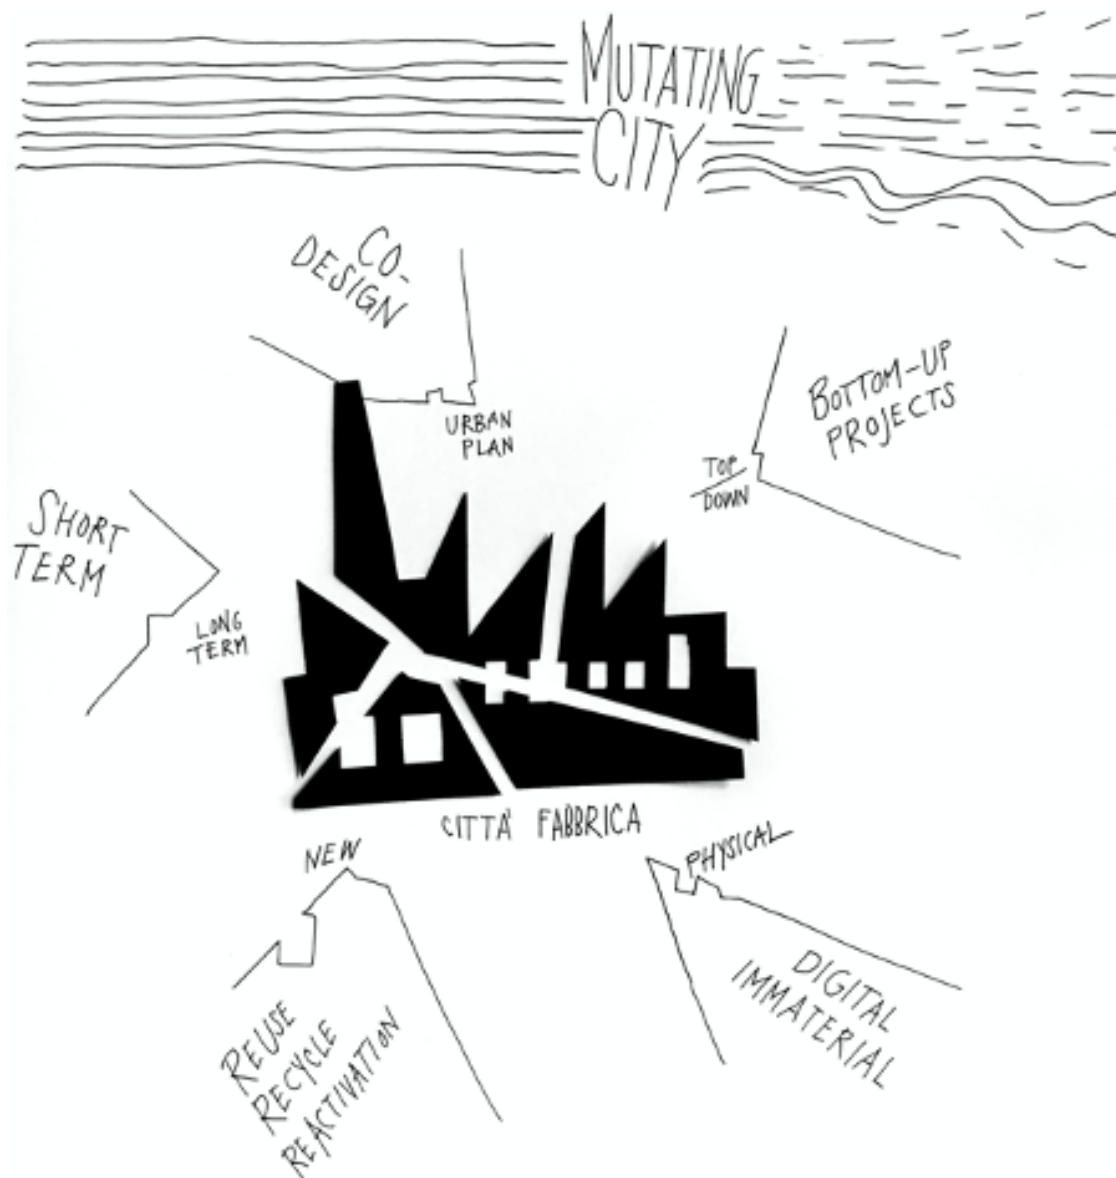 MUTATING
CITY
CO-
DESIGN
URBAN
PLAN
BOTTOM-UP
PROJECTS
TOP
DOWN
SHORT
TERM
LONG
TERM
CITTÀ FABBRICA
NEW
PHYSICAL
REUSE
RECYCLE
REACTIVATION
DIGITAL
IMMATERIAL